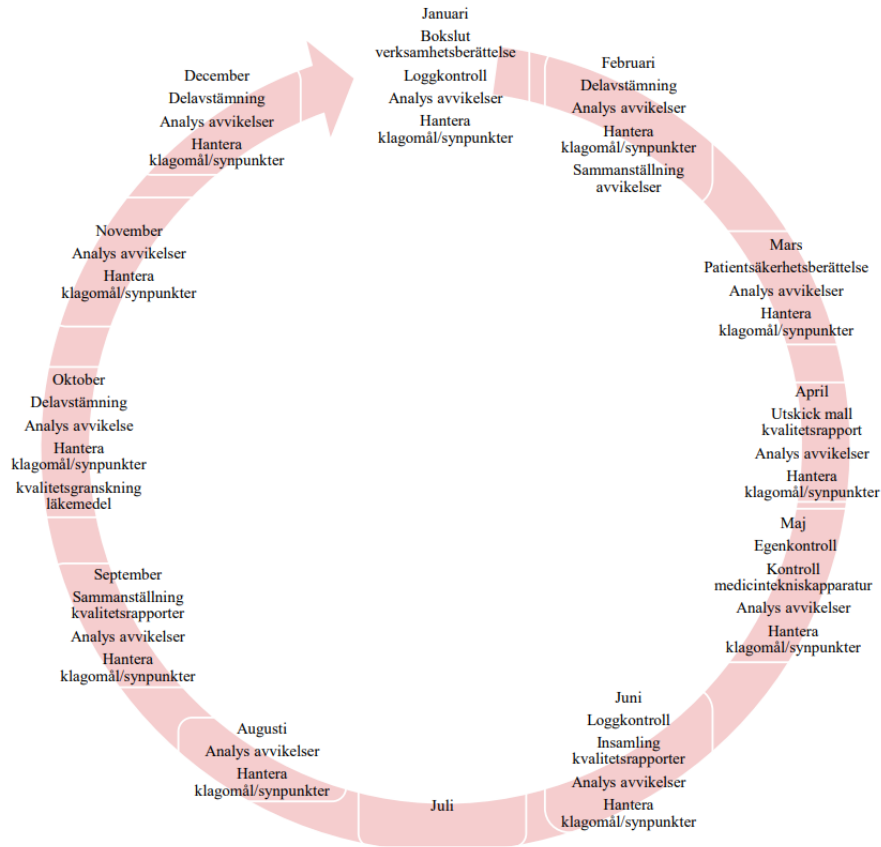 Januari
Bokslut
verksamhetsberättelse
Loggkontroll
Analys avvikelser
Hantera
klagomål/synpunkter
Februari
Delavstämning
Analys avvikelser
Hantera
klagomål/synpunkter
Sammanställning
avvikelser
Mars
Patientsäkerhetsberättelse
Analys avvikelser
Hantera
klagomål/synpunkter
April
Utskick mall
kvalitetsrapport
Analys avvikelser
Hantera
klagomål/synpunkter
Maj
Egenkontroll
Kontroll
medicintekniskapparatur
Analys avvikelser
Hantera
klagomål/synpunkter
Juni
Loggkontroll
Insamling
kvalitetsrapporter
Analys avvikelser
Hantera
klagomål/synpunkter
Juli
Augusti
Analys avvikelser
Hantera
klagomål/synpunkter
September
Sammanställning
kvalitetsrapporter
Analys avvikelser
Hantera
klagomål/synpunkter
Oktober
Delavstämning
Analys avvikelse
Hantera
klagomål/synpunkter
kvalitetsgranskning
läkemedel
November
Analys avvikelser
Hantera
klagomål/synpunkter
December
Delavstämning
Analys avvikelser
Hantera
klagomål/synpunkter